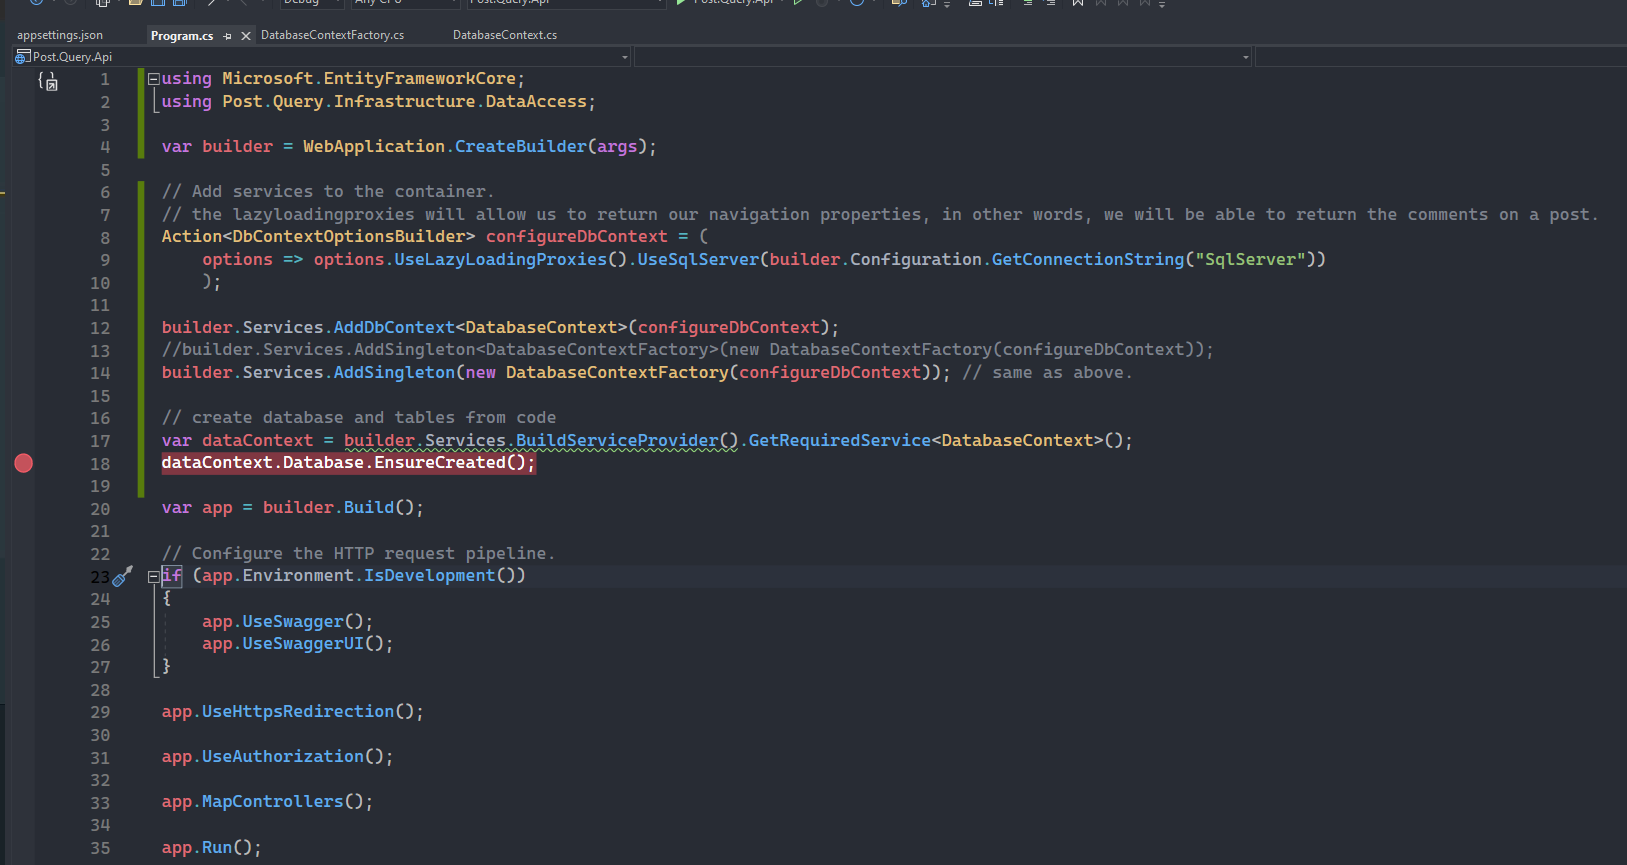 appsettings.json
Program.cs
DatabaseContextFactory.cs
DatabaseContext.cs
Post.Query.Api
1 using Microsoft.EntityFrameworkCore;
2 using Post.Query.Infrastructure.DataAccess;
3
4 var builder = WebApplication.CreateBuilder(args);
5
6 // Add services to the container.
7 // the lazyloadingproxies will allow us to return our navigation properties, in other words, we will be able to return the comments on a post.
8 Action<DbContextOptionsBuilder> configureDbContext = (
9 options => options.UseLazyLoadingProxies().UseSqlServer(builder.Configuration.GetConnectionString("SqlServer"))
10 );
11
12 builder.Services.AddDbContext<DatabaseContext>(configureDbContext);
13 //builder.Services.AddSingleton<DatabaseContextFactory>(new DatabaseContextFactory(configureDbContext));
14 builder.Services.AddSingleton(new DatabaseContextFactory(configureDbContext)); // same as above.
15
16 // create database and tables from code
17 var dataContext = builder.Services.BuildServiceProvider().GetRequiredService<DatabaseContext>();
18 dataContext.Database.EnsureCreated();
19
20 var app = builder.Build();
21
22 // Configure the HTTP request pipeline.
23 if (app.Environment.IsDevelopment())
24 {
25 app.UseSwagger();
26 app.UseSwaggerUI();
27 }
28
29 app.UseHttpsRedirection();
30
31 app.UseAuthorization();
32
33 app.MapControllers();
34
35 app.Run();